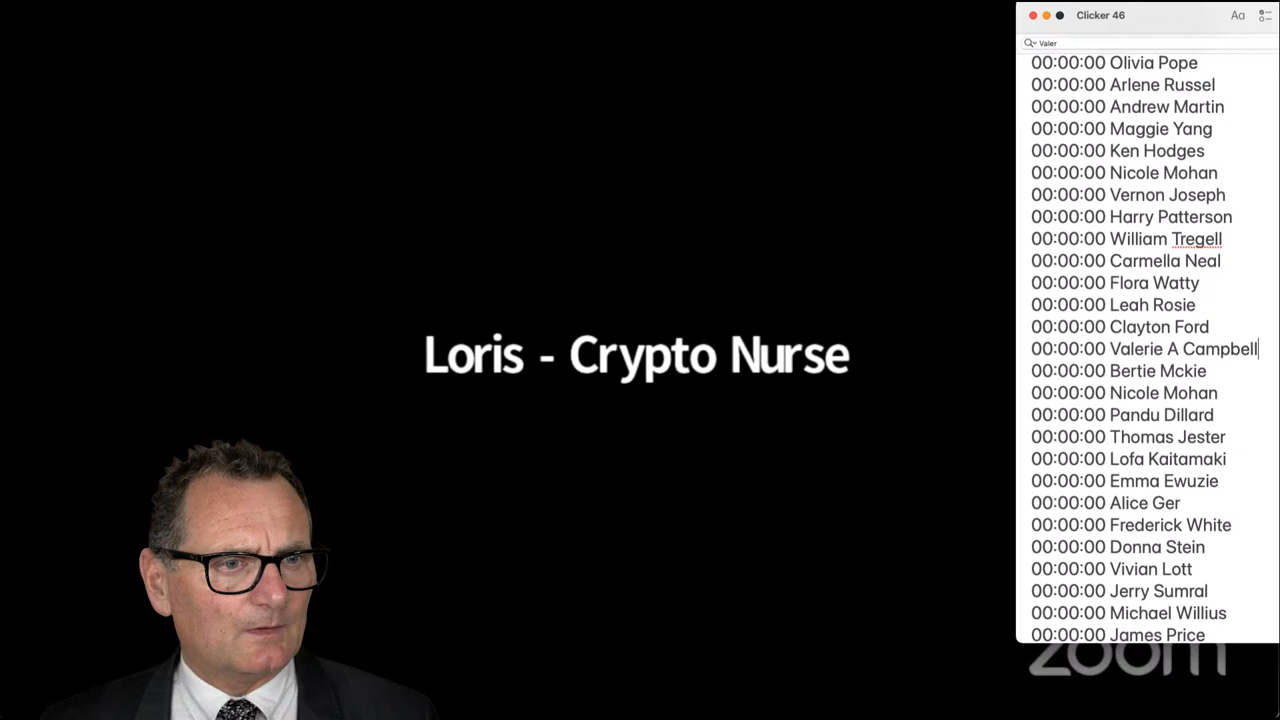 Clicker 46
Aa
Valer
00:00:00 Olivia Pope
00:00:00 Arlene Russel
00:00:00 Andrew Martin
00:00:00 Maggie Yang
00:00:00 Ken Hodges
00:00:00 Nicole Mohan
00:00:00 Vernon Joseph
00:00:00 Harry Patterson
00:00:00 William Tregell
00:00:00 Carmella Neal
00:00:00 Flora Watty
00:00:00 Leah Rosie
00:00:00 Clayton Ford
00:00:00 Valerie A Campbell
00:00:00 Bertie Mckie
00:00:00 Nicole Mohan
00:00:00 Pandu Dillard
00:00:00 Thomas Jester
00:00:00 Lofa Kaitamaki
00:00:00 Emma Ewuzie
00:00:00 Alice Ger
00:00:00 Frederick White
00:00:00 Donna Stein
00:00:00 Vivian Lott
00:00:00 Jerry Sumral
00:00:00 Michael Willius
00:00:00 James Price
Loris - Crypto Nurse
zoom